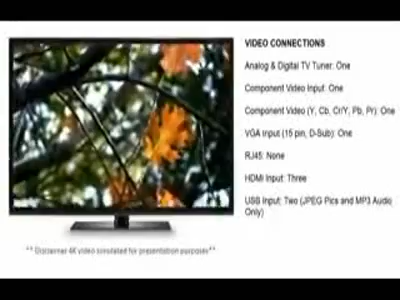 VIDEO CONNECTIONS
Analog & Digital TV Tuner: One
Component Video Input: One
Component Video (Y, Cb, Cr/Y, Pb, Pr): One
VGA Input (15 pin, D-Sub): One
RJ45: None
HDMI Input: Three
USB Input: Two (JPEG Pics and MP3 Audio
Only)
** Disclaimer 4K video simulated for presentation purposes**